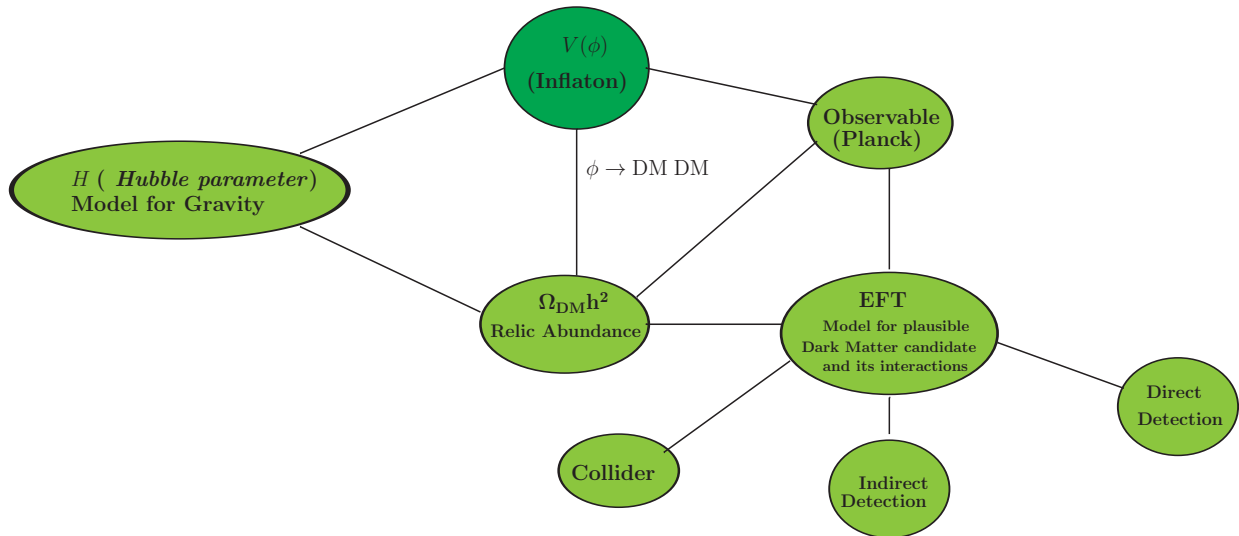 V(ϕ)
(Inflaton)
Observable
(Planck)
ϕ → DM DM
H ( Hubble parameter)
Model for Gravity
Ω_DM h²
Relic Abundance
EFT
Model for plausible
Dark Matter candidate
and its interactions
Direct
Detection
Collider
Indirect
Detection